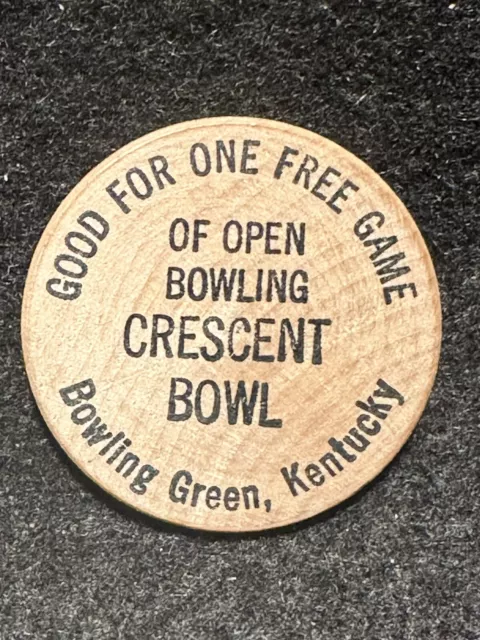 GOOD FOR ONE FREE GAME
OF OPEN
BOWLING
CRESCENT
BOWL
Bowling Green, Kentucky